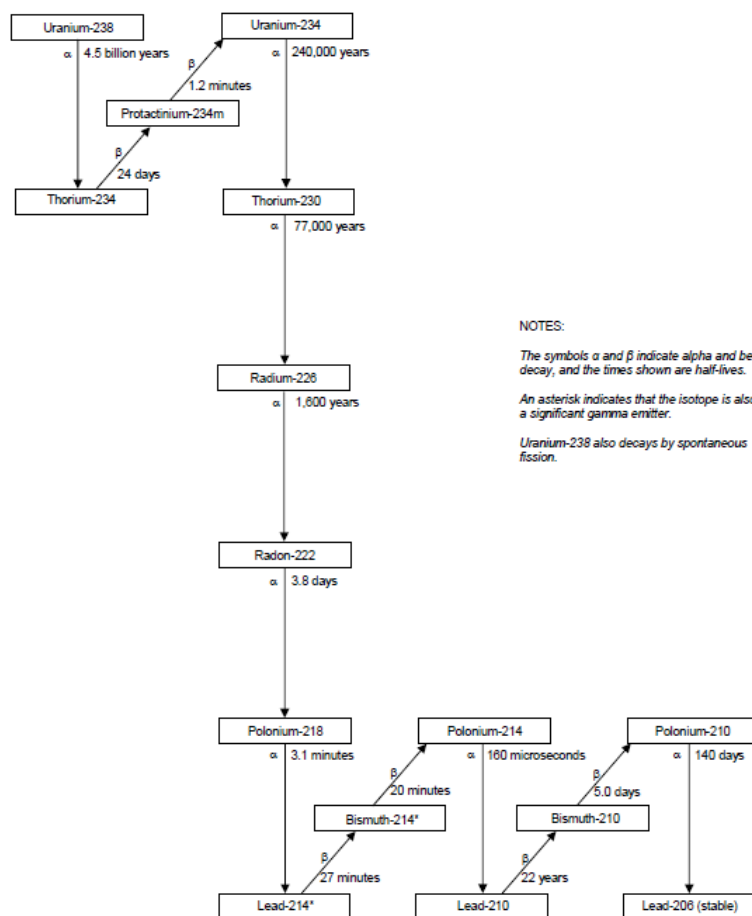 Uranium-238
Uranium-234
α 4.5 billion years
α 240,000 years
β
1.2 minutes
Protactinium-234m
β
24 days
Thorium-234
Thorium-230
α 77,000 years
NOTES:
The symbols α and β indicate alpha and be
decay, and the times shown are half-lives.
An asterisk indicates that the isotope is also
a significant gamma emitter.
Uranium-238 also decays by spontaneous
fission.
Radium-226
α 1,600 years
Radon-222
α 3.8 days
Polonium-218
Polonium-214
Polonium-210
α 3.1 minutes
α 160 microseconds
α 140 days
β
20 minutes
β
5.0 days
Bismuth-214*
Bismuth-210
β
27 minutes
β
22 years
Lead-214*
Lead-210
Lead-206 (stable)